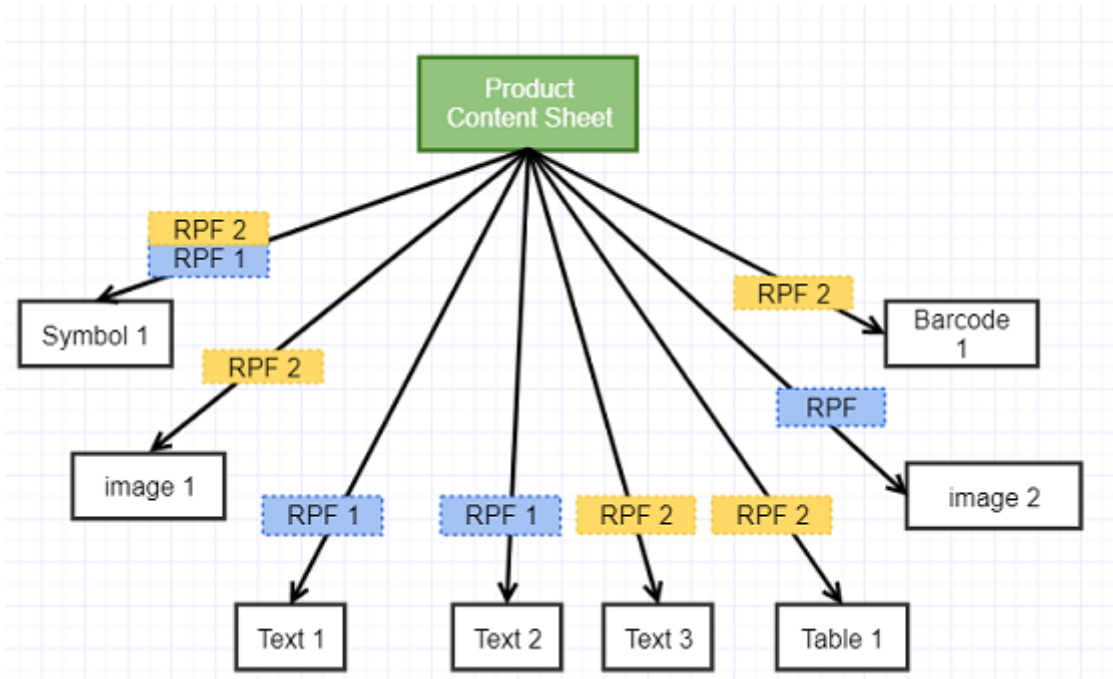 Product
Content Sheet
RPF 2
RPF 1
Symbol 1
RPF 2
Barcode
1
RPF 2
RPF
image 1
image 2
RPF 1
RPF 1
RPF 2
RPF 2
Text 1
Text 2
Text 3
Table 1